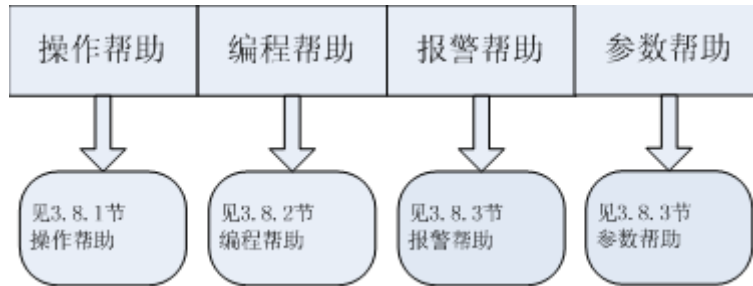 操作帮助 编程帮助 报警帮助 参数帮助
见3.8.1节
操作帮助
见3.8.2节
编程帮助
见3.8.3节
报警帮助
见3.8.3节
参数帮助